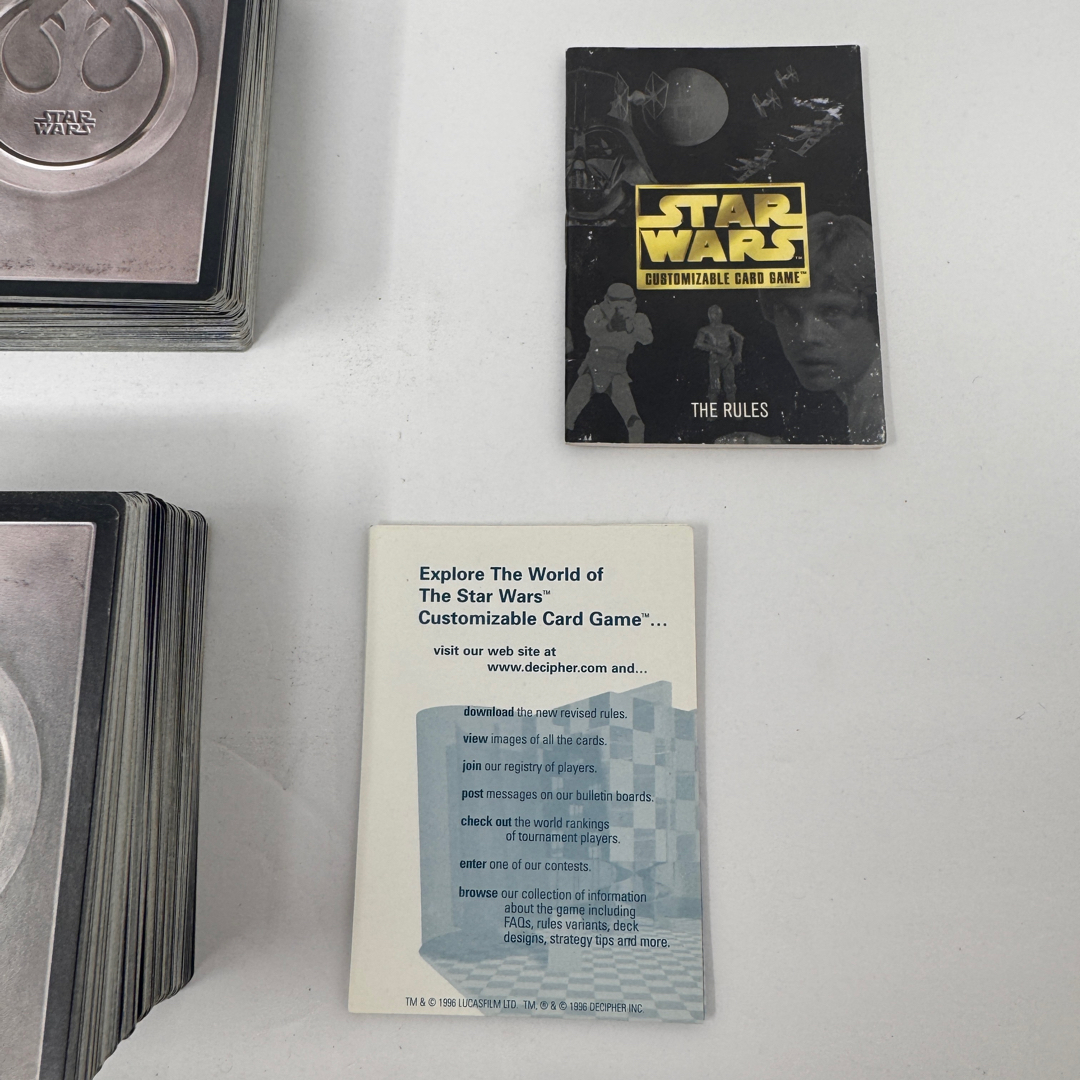 STAR
WARS
STAR
WARS™
CUSTOMIZABLE CARD GAME™
THE RULES
Explore The World of
The Star Wars™
Customizable Card Game™...
visit our web site at
www.decipher.com and...
download the new revised rules.
view images of all the cards.
join our registry of players.
post messages on our bulletin boards.
check out the world rankings
of tournament players.
enter one of our contests.
browse our collection of information
about the game including
FAQs, rules variants, deck
designs, strategy tips and more.
TM & © 1996 LUCASFILM LTD. TM, ® & © 1996 DECIPHER INC.